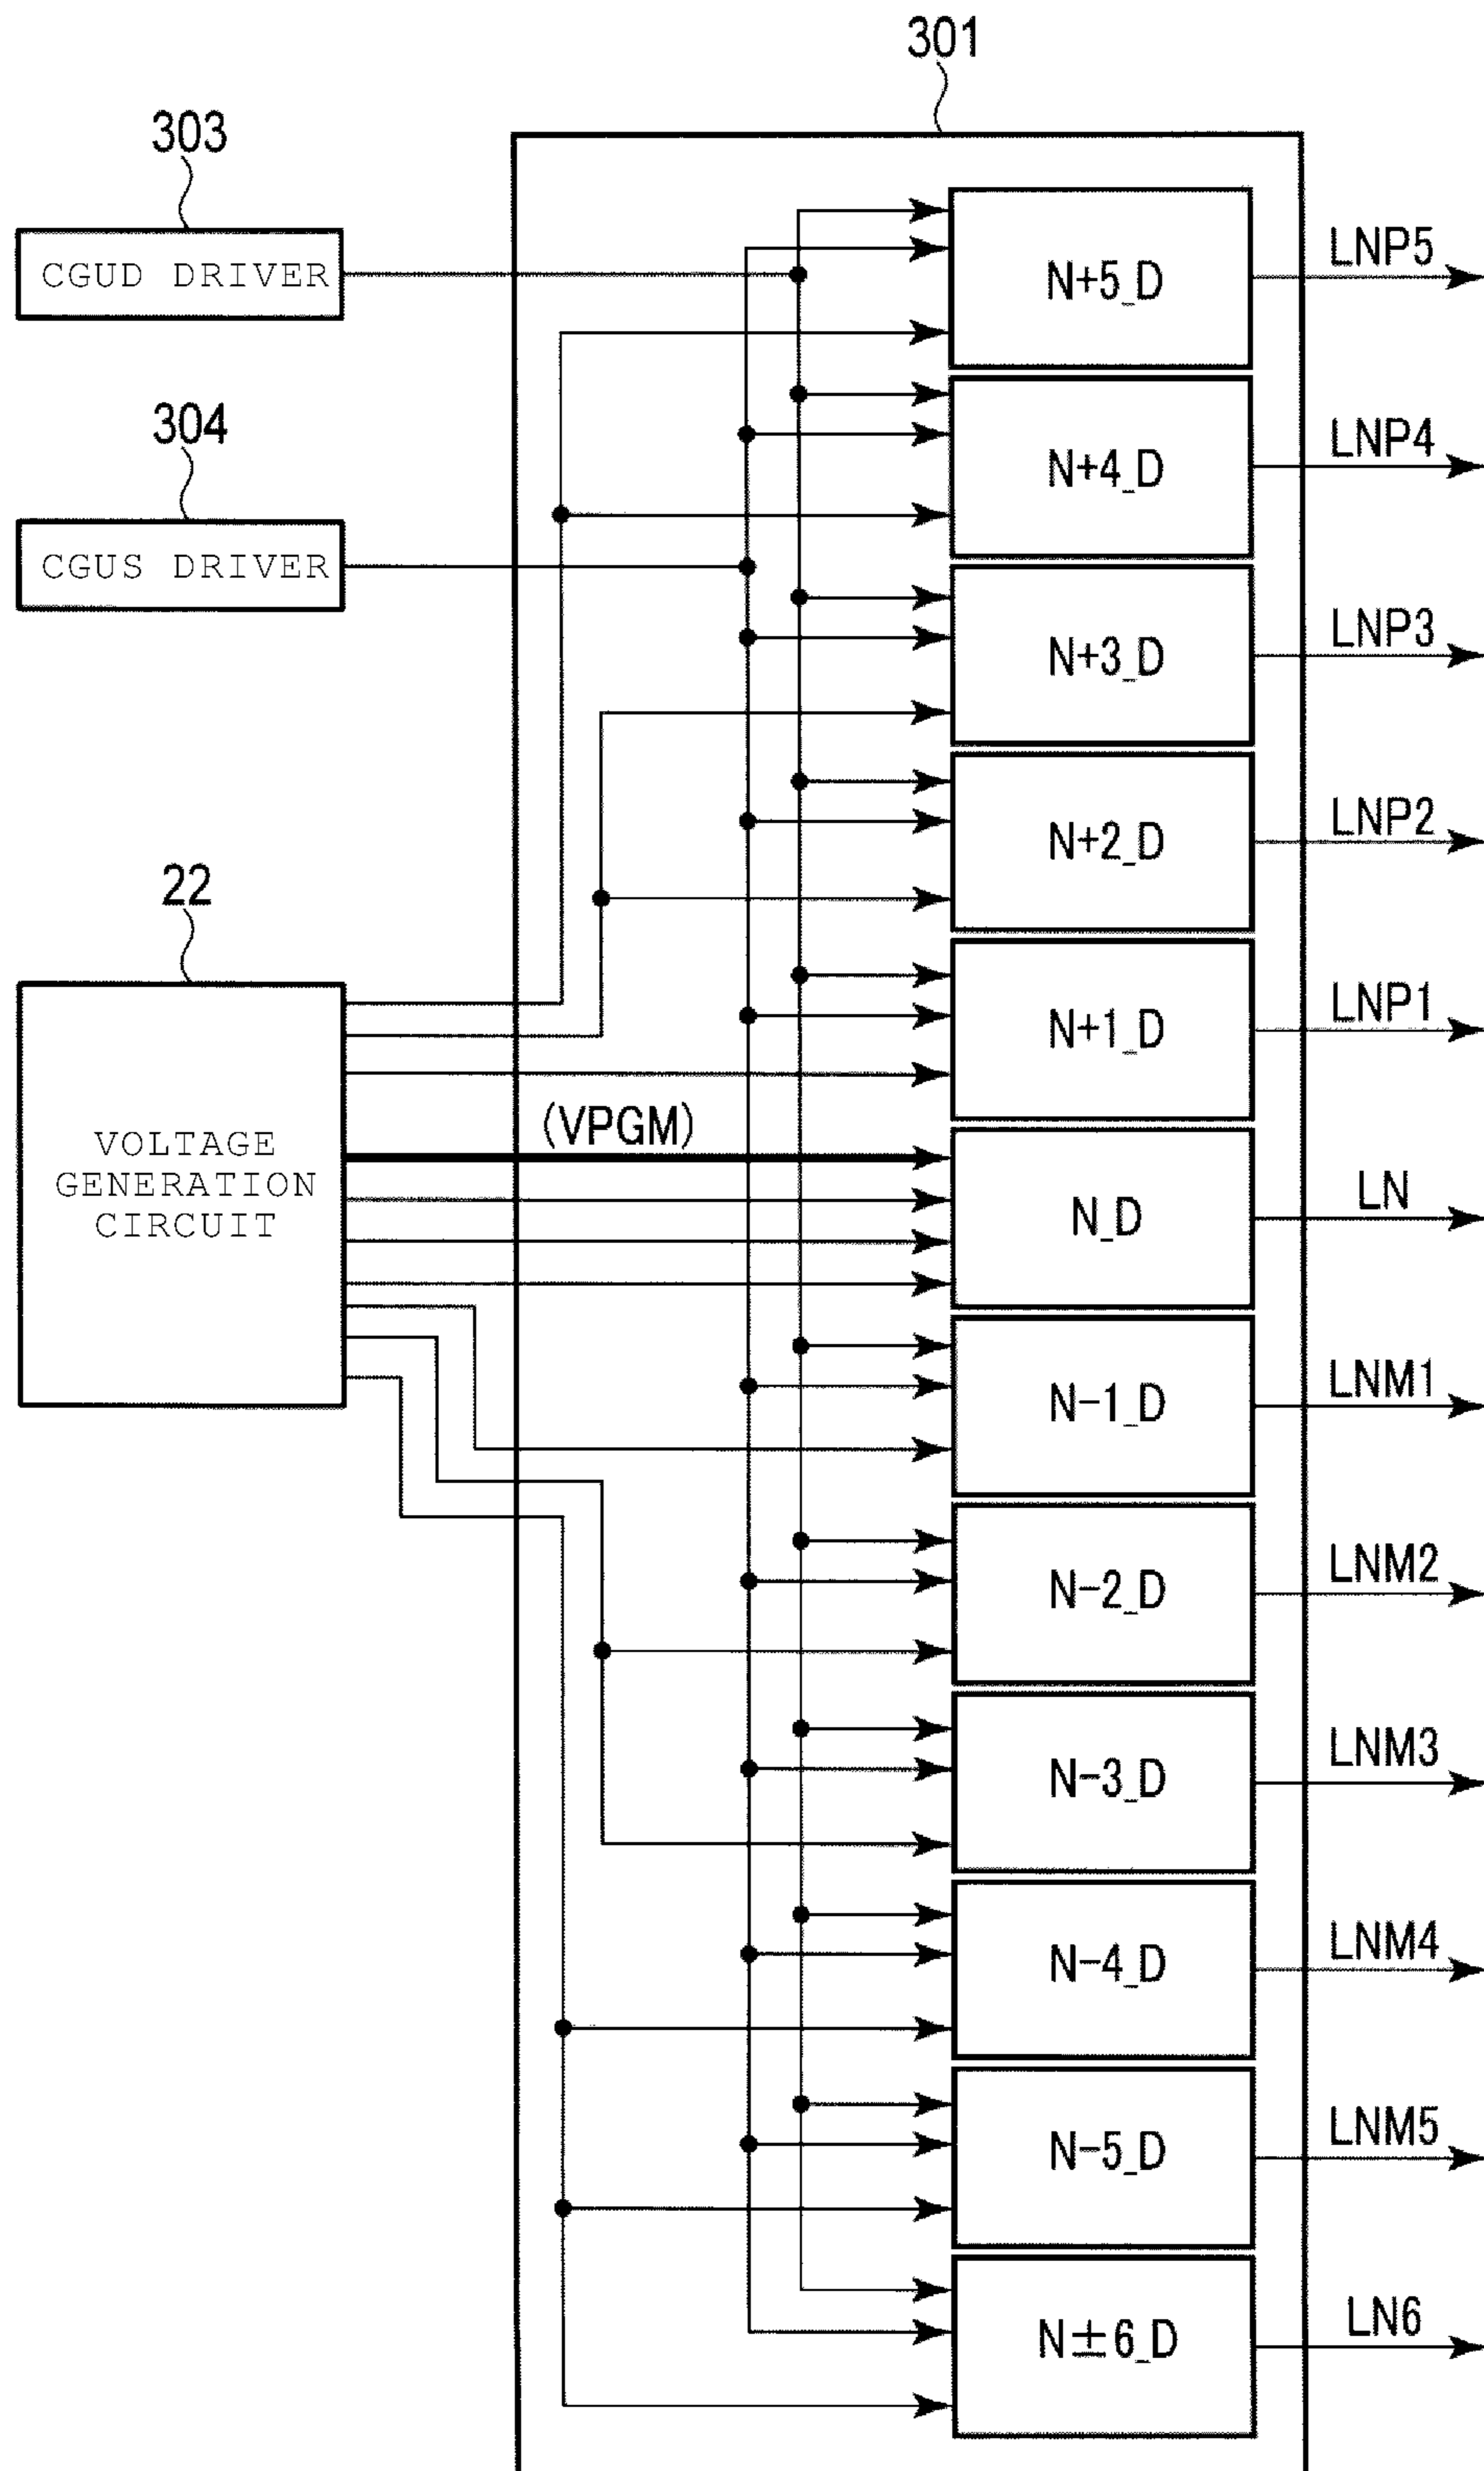 301
303
CGUD DRIVER
304
CGUS DRIVER
22
VOLTAGE
GENERATION
CIRCUIT
(VPGM)
N+5_D
LNP5
N+4_D
LNP4
N+3_D
LNP3
N+2_D
LNP2
N+1_D
LNP1
N_D
LN
N-1_D
LNM1
N-2_D
LNM2
N-3_D
LNM3
N-4_D
LNM4
N-5_D
LNM5
N±6_D
LN6